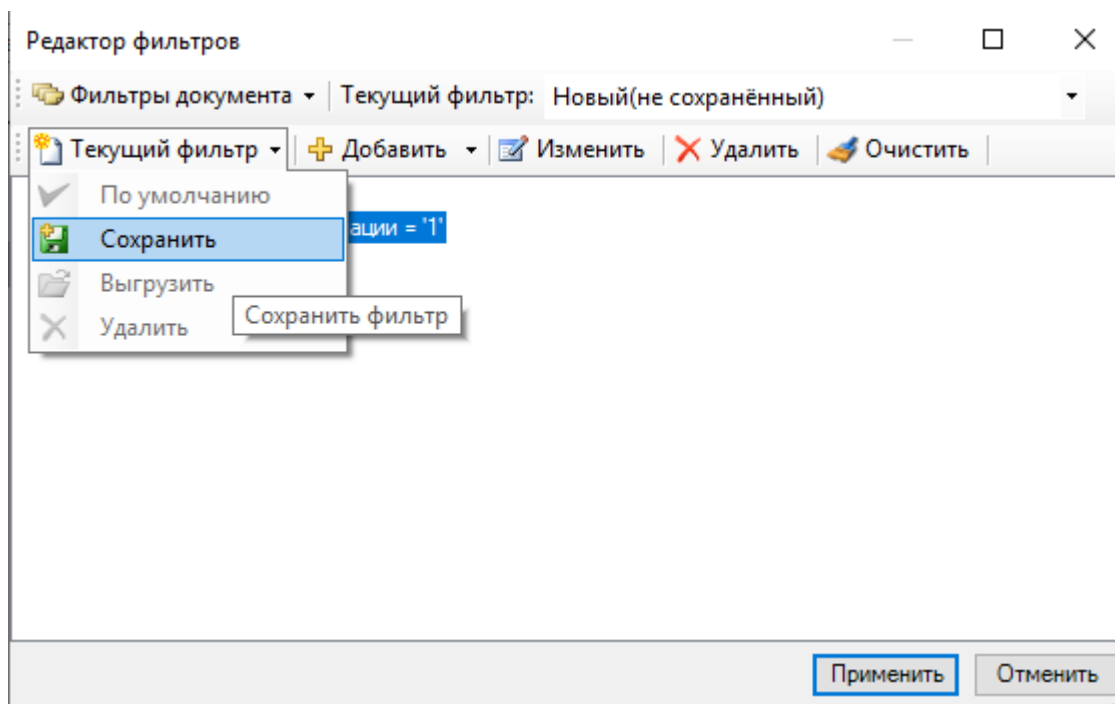 Редактор фильтров
Фильтры документа Текущий фильтр: Новый(не сохранённый)
Текущий фильтр Добавить Изменить Удалить Очистить
По умолчанию
Сохранить ации = '1'
Выгрузить
Удалить Сохранить фильтр
Применить Отменить